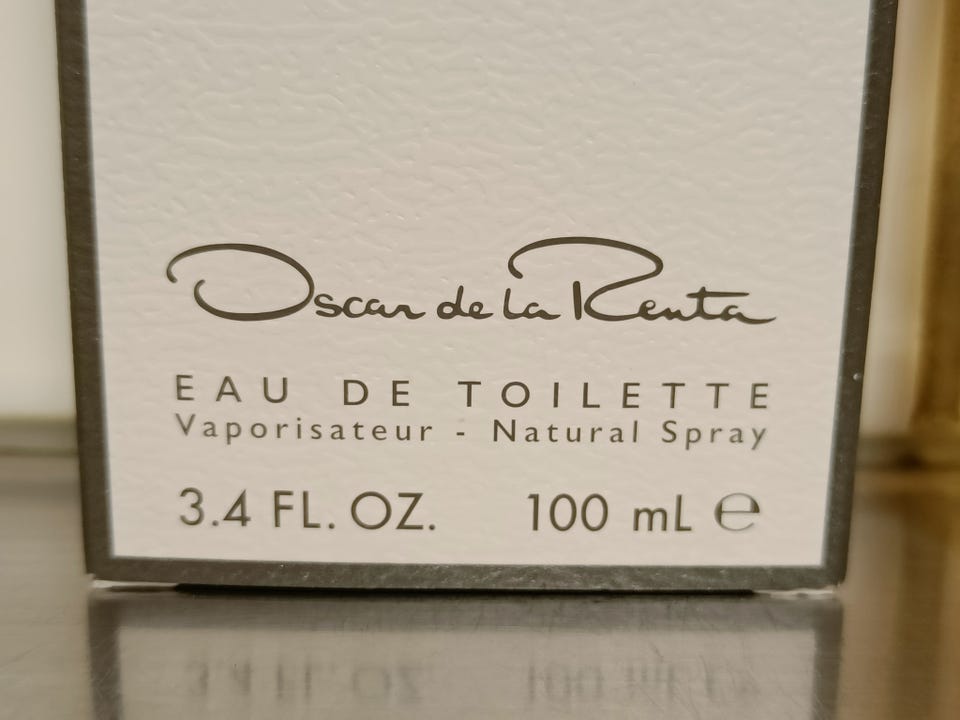 Oscar de la Renta
EAU DE TOILETTE
Vaporisateur - Natural Spray
3.4 FL. OZ. 100 mL ℮